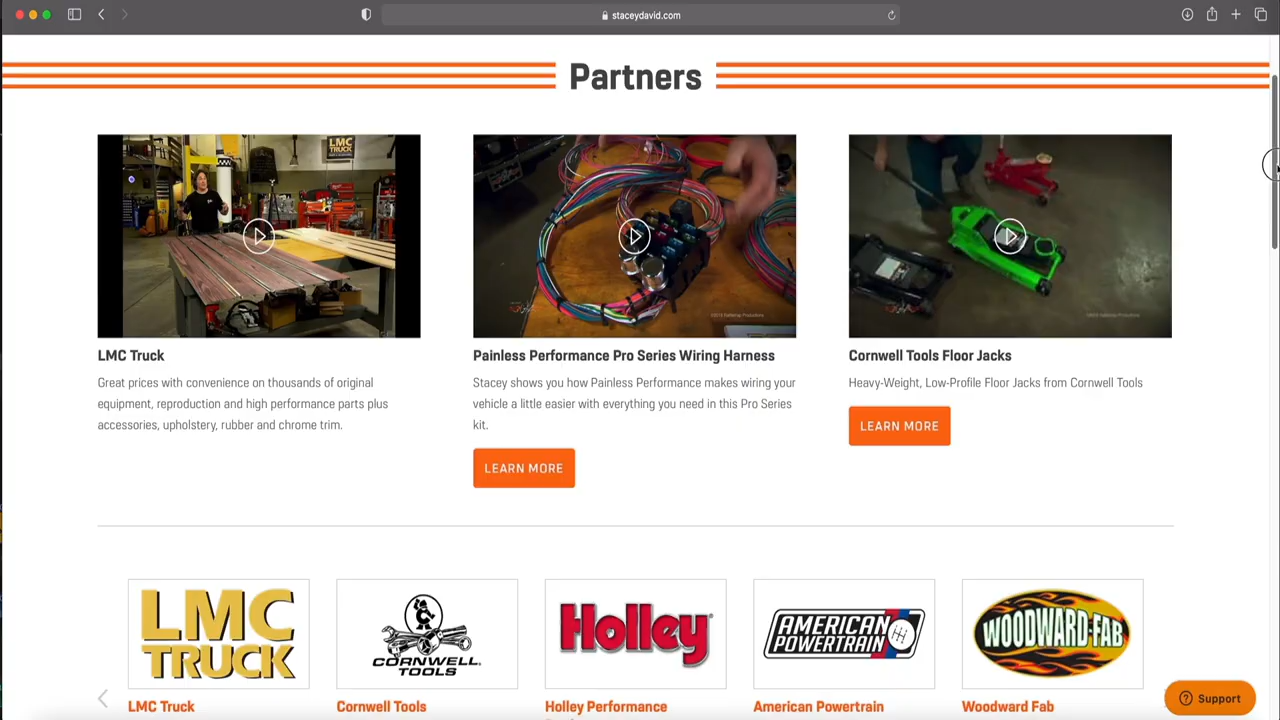 staceydavid.com
Partners
LMC
TRUCK
LMC Truck
Great prices with convenience on thousands of original
equipment, reproduction and high performance parts plus
accessories, upholstery, rubber and chrome trim.
Painless Performance Pro Series Wiring Harness
Stacey shows you how Painless Performance makes wiring your
vehicle a little easier with everything you need in this Pro Series
kit.
LEARN MORE
Cornwell Tools Floor Jacks
Heavy-Weight, Low-Profile Floor Jacks from Cornwell Tools
LEARN MORE
LMC
TRUCK
CORNWELL
TOOLS
Holley
AMERICAN
POWERTRAIN
WOODWARD FAB
LMC Truck
Cornwell Tools
Holley Performance
American Powertrain
Woodward Fab
Support